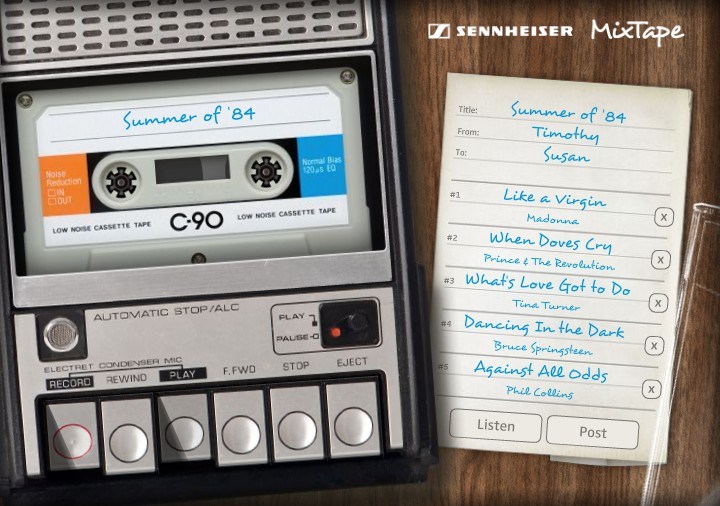 SENNHEISER MixTape
Summer of '84
Noise
Reduction
IN
OUT
Normal Bias
120µs EQ
LOW NOISE CASSETTE TAPE C-90 LOW NOISE CASSETTE TAPE
AUTOMATIC STOP/ALC
PLAY
PAUSE-O
ELECTRET CONDENSER MIC
RECORD REWIND PLAY F.FWD STOP EJECT
Title: Summer of '84
From: Timothy
To: Susan
#1 Like a Virgin
Madonna X
#2 When Doves Cry
Prince & The Revolution X
#3 What's Love Got to Do
Tina Turner X
#4 Dancing In the Dark
Bruce Springsteen X
#5 Against All Odds
Phil Collins X
Listen Post